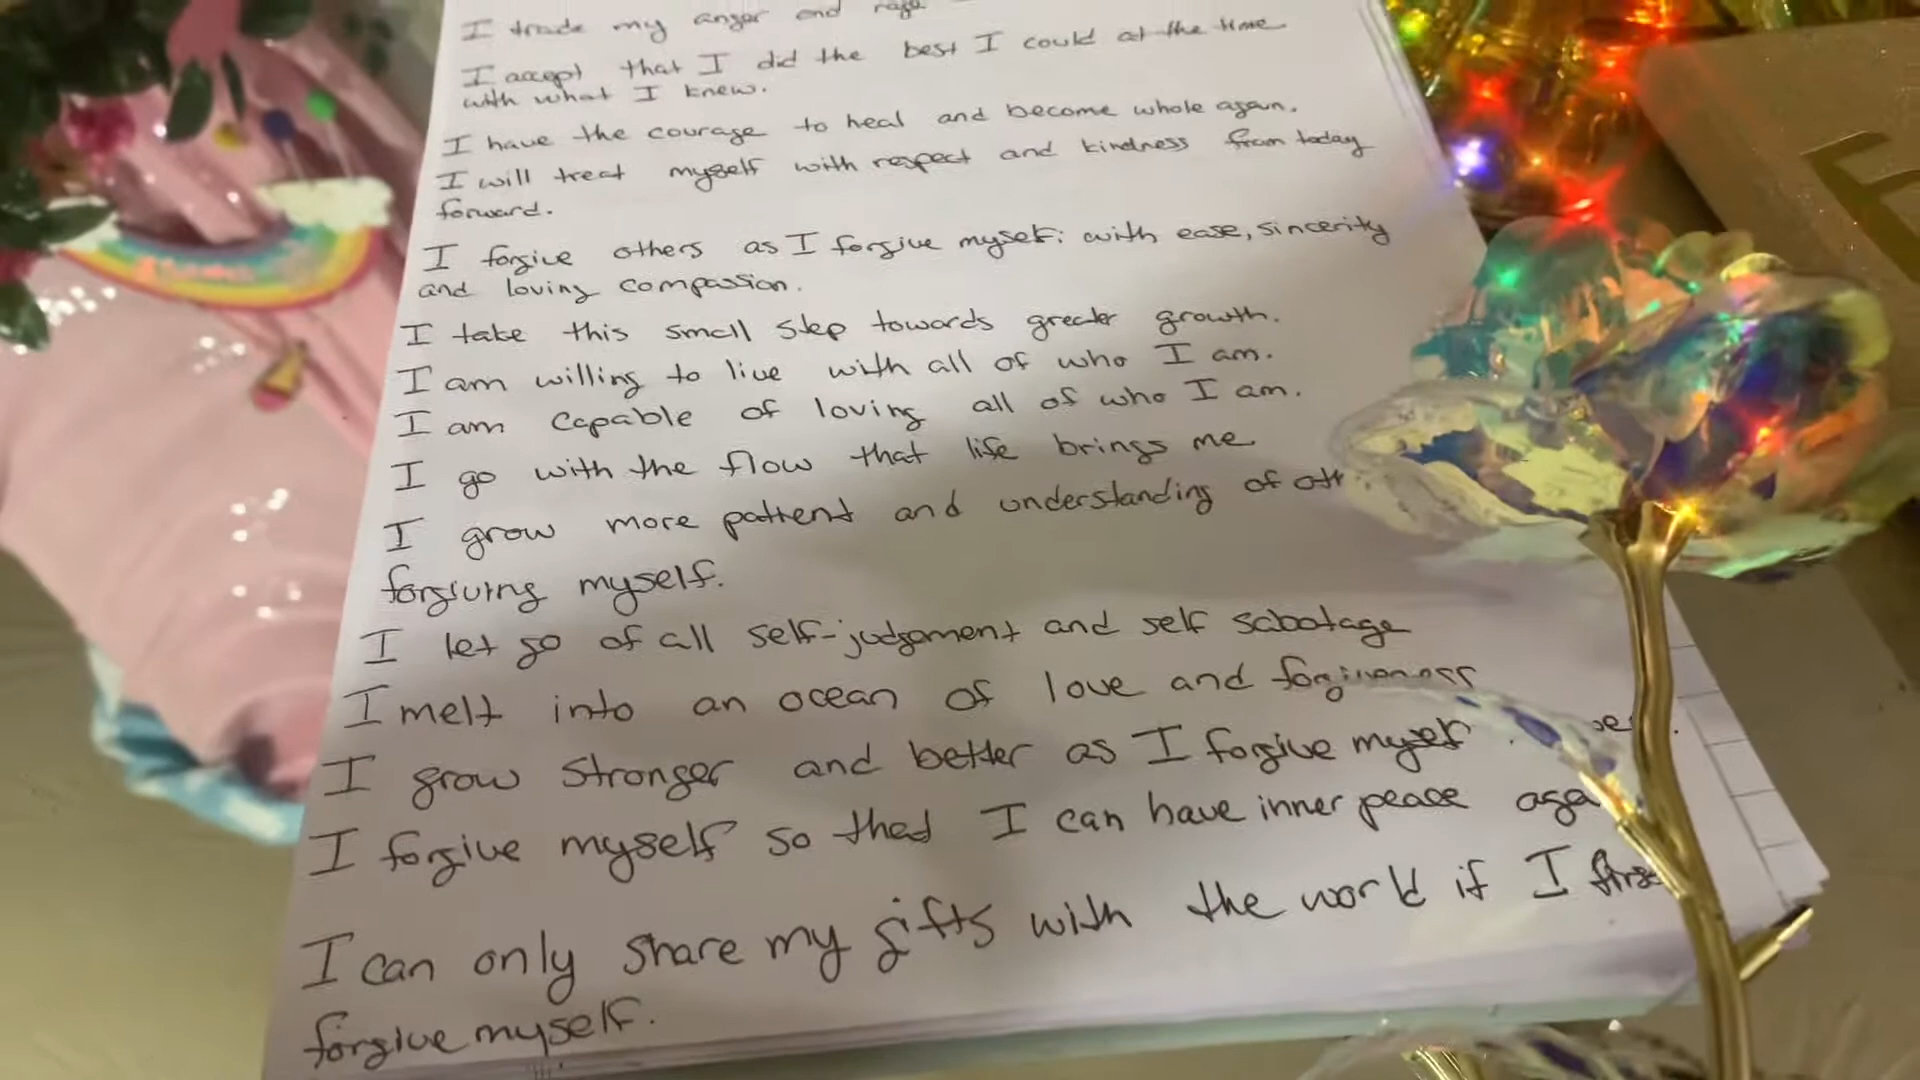 I trade my anger and rage
I accept that I did the best I could at the time
with what I knew.
I have the courage to heal and become whole again.
I will treat myself with respect and kindness from today
forward.
I forgive others as I forgive myself: with ease, sincerity
and loving compassion.
I take this small step towards greater growth.
I am willing to live with all of who I am.
I am capable of loving all of who I am.
I go with the flow that life brings me
I grow more patient and understanding of
forgiving myself.
I let go of all self-judgement and self sabotage
I melt into an ocean of love and forgiveness
I grow stronger and better as I forgive myself
I forgive myself so that I can have inner peace
I can only share my gifts with the world if I first
forgive myself.